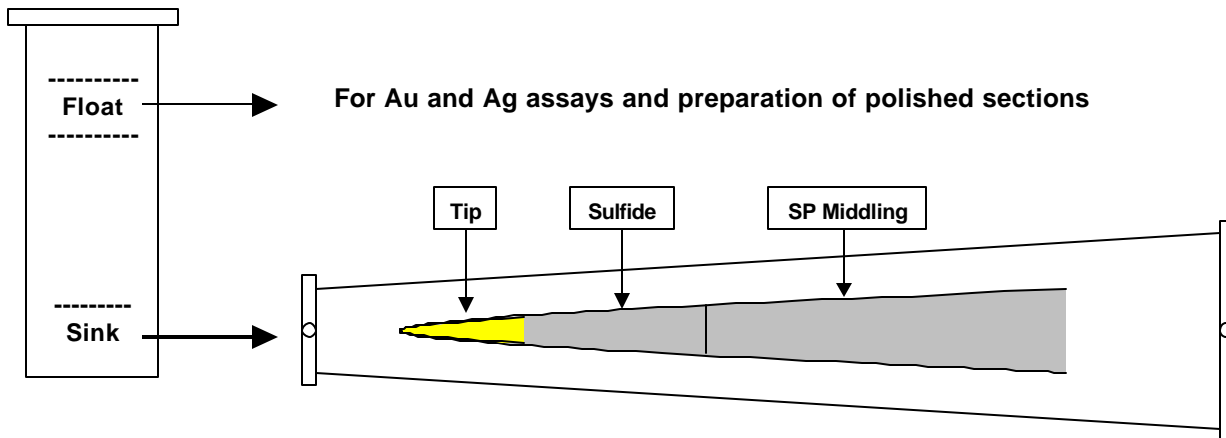 ----------
Float
----------
For Au and Ag assays and preparation of polished sections
Tip
Sulfide
SP Middling
---------
Sink